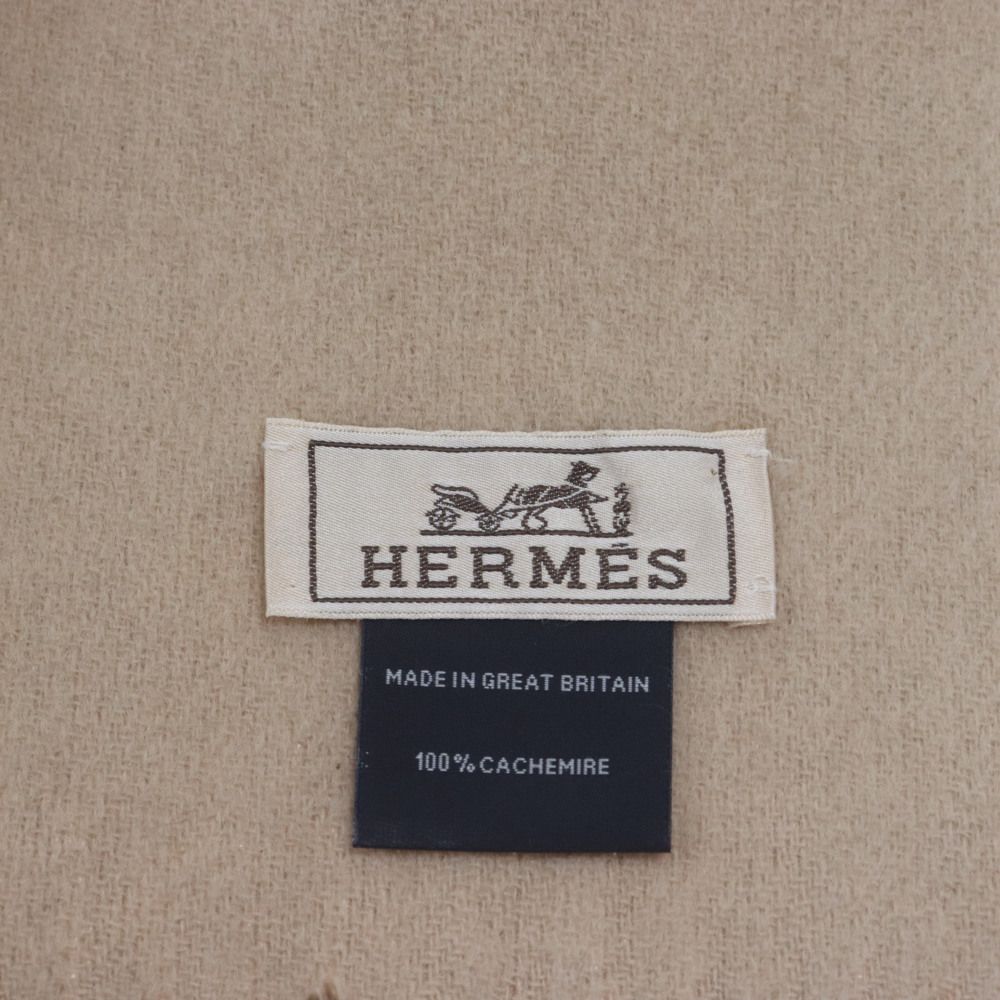 HERMÈS
MADE IN GREAT BRITAIN
100% CACHEMIRE